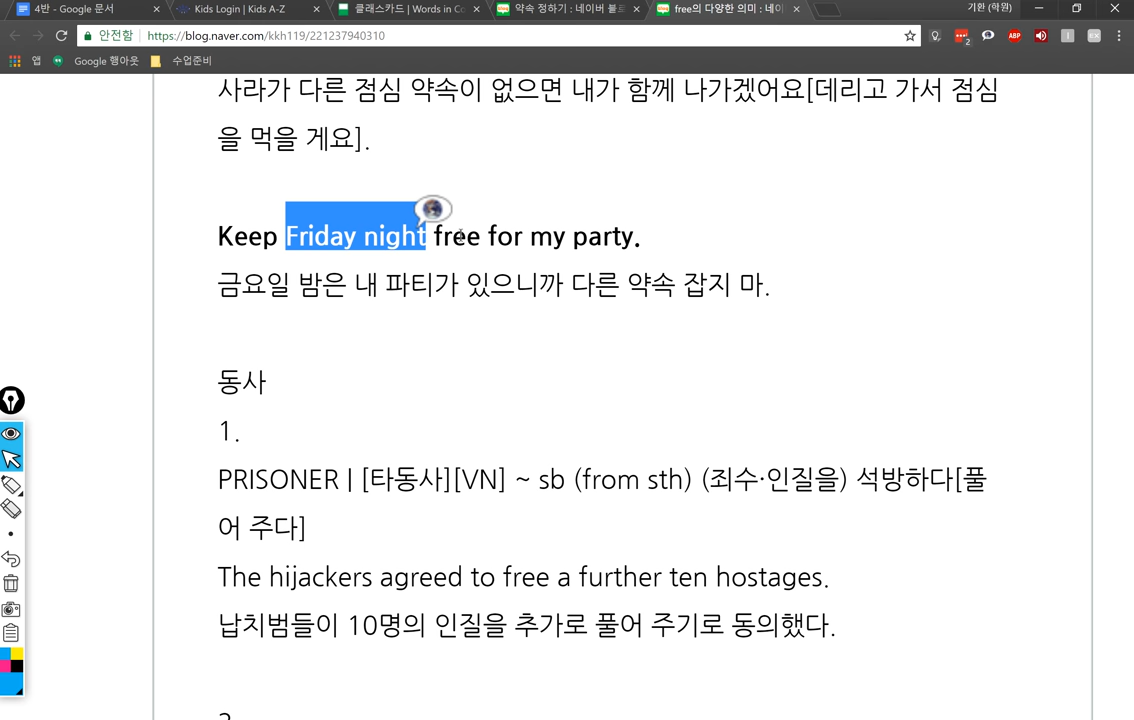 4반 - Google 문서
Kids Login | Kids A-Z
클래스카드 | Words in Co
약속 정하기 : 네이버 블로
free의 다양한 의미 : 네이
기환 (학원)
안전함
https://blog.naver.com/kkh119/221237940310
2
ABP
앱
Google 행아웃
수업준비
사라가 다른 점심 약속이 없으면 내가 함께 나가겠어요[데리고 가서 점심
을 먹을 게요].
Keep Friday night free for my party.
금요일 밤은 내 파티가 있으니까 다른 약속 잡지 마.
동사
1.
PRISONER | [타동사][VN] ~ sb (from sth) (죄수·인질을) 석방하다[풀
어 주다]
The hijackers agreed to free a further ten hostages.
납치범들이 10명의 인질을 추가로 풀어 주기로 동의했다.